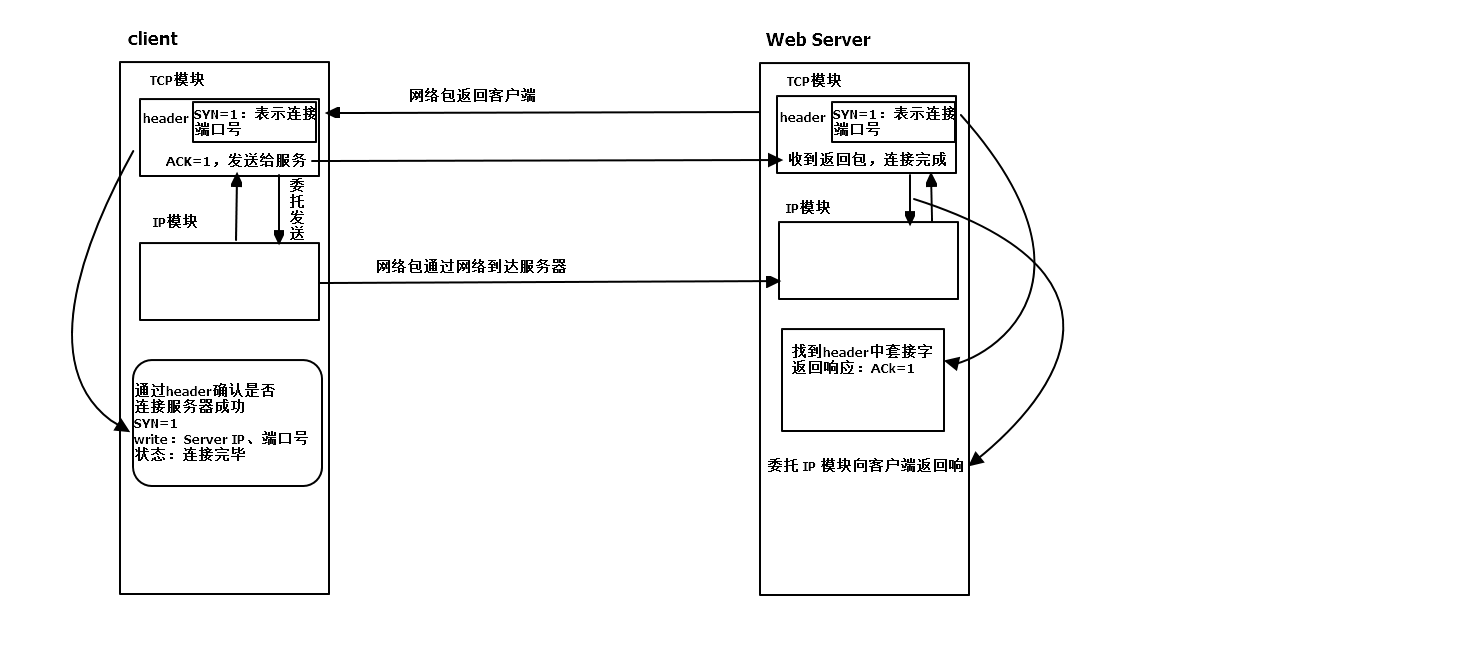 client
TCP模块
header
SYN=1：表示连接
端口号
ACK=1，发送给服务
委
托
发
送
IP模块
通过header确认是否
连接服务器成功
SYN=1
write：Server IP、端口号
状态：连接完毕
网络包返回客户端
网络包通过网络到达服务器
Web Server
TCP模块
header
SYN=1：表示连接
端口号
收到返回包，连接完成
IP模块
找到header中套接字
返回响应：ACk=1
委托 IP 模块向客户端返回响